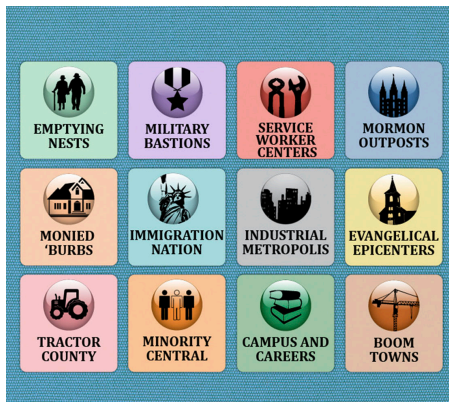 EMPTYING
NESTS
MILITARY
BASTIONS
SERVICE
WORKER
CENTERS
MORMON
OUTPOSTS
MONIED
‘BURBS
IMMIGRATION
NATION
INDUSTRIAL
METROPOLIS
EVANGELICAL
EPICENTERS
TRACTOR
COUNTY
MINORITY
CENTRAL
CAMPUS AND
CAREERS
BOOM
TOWNS